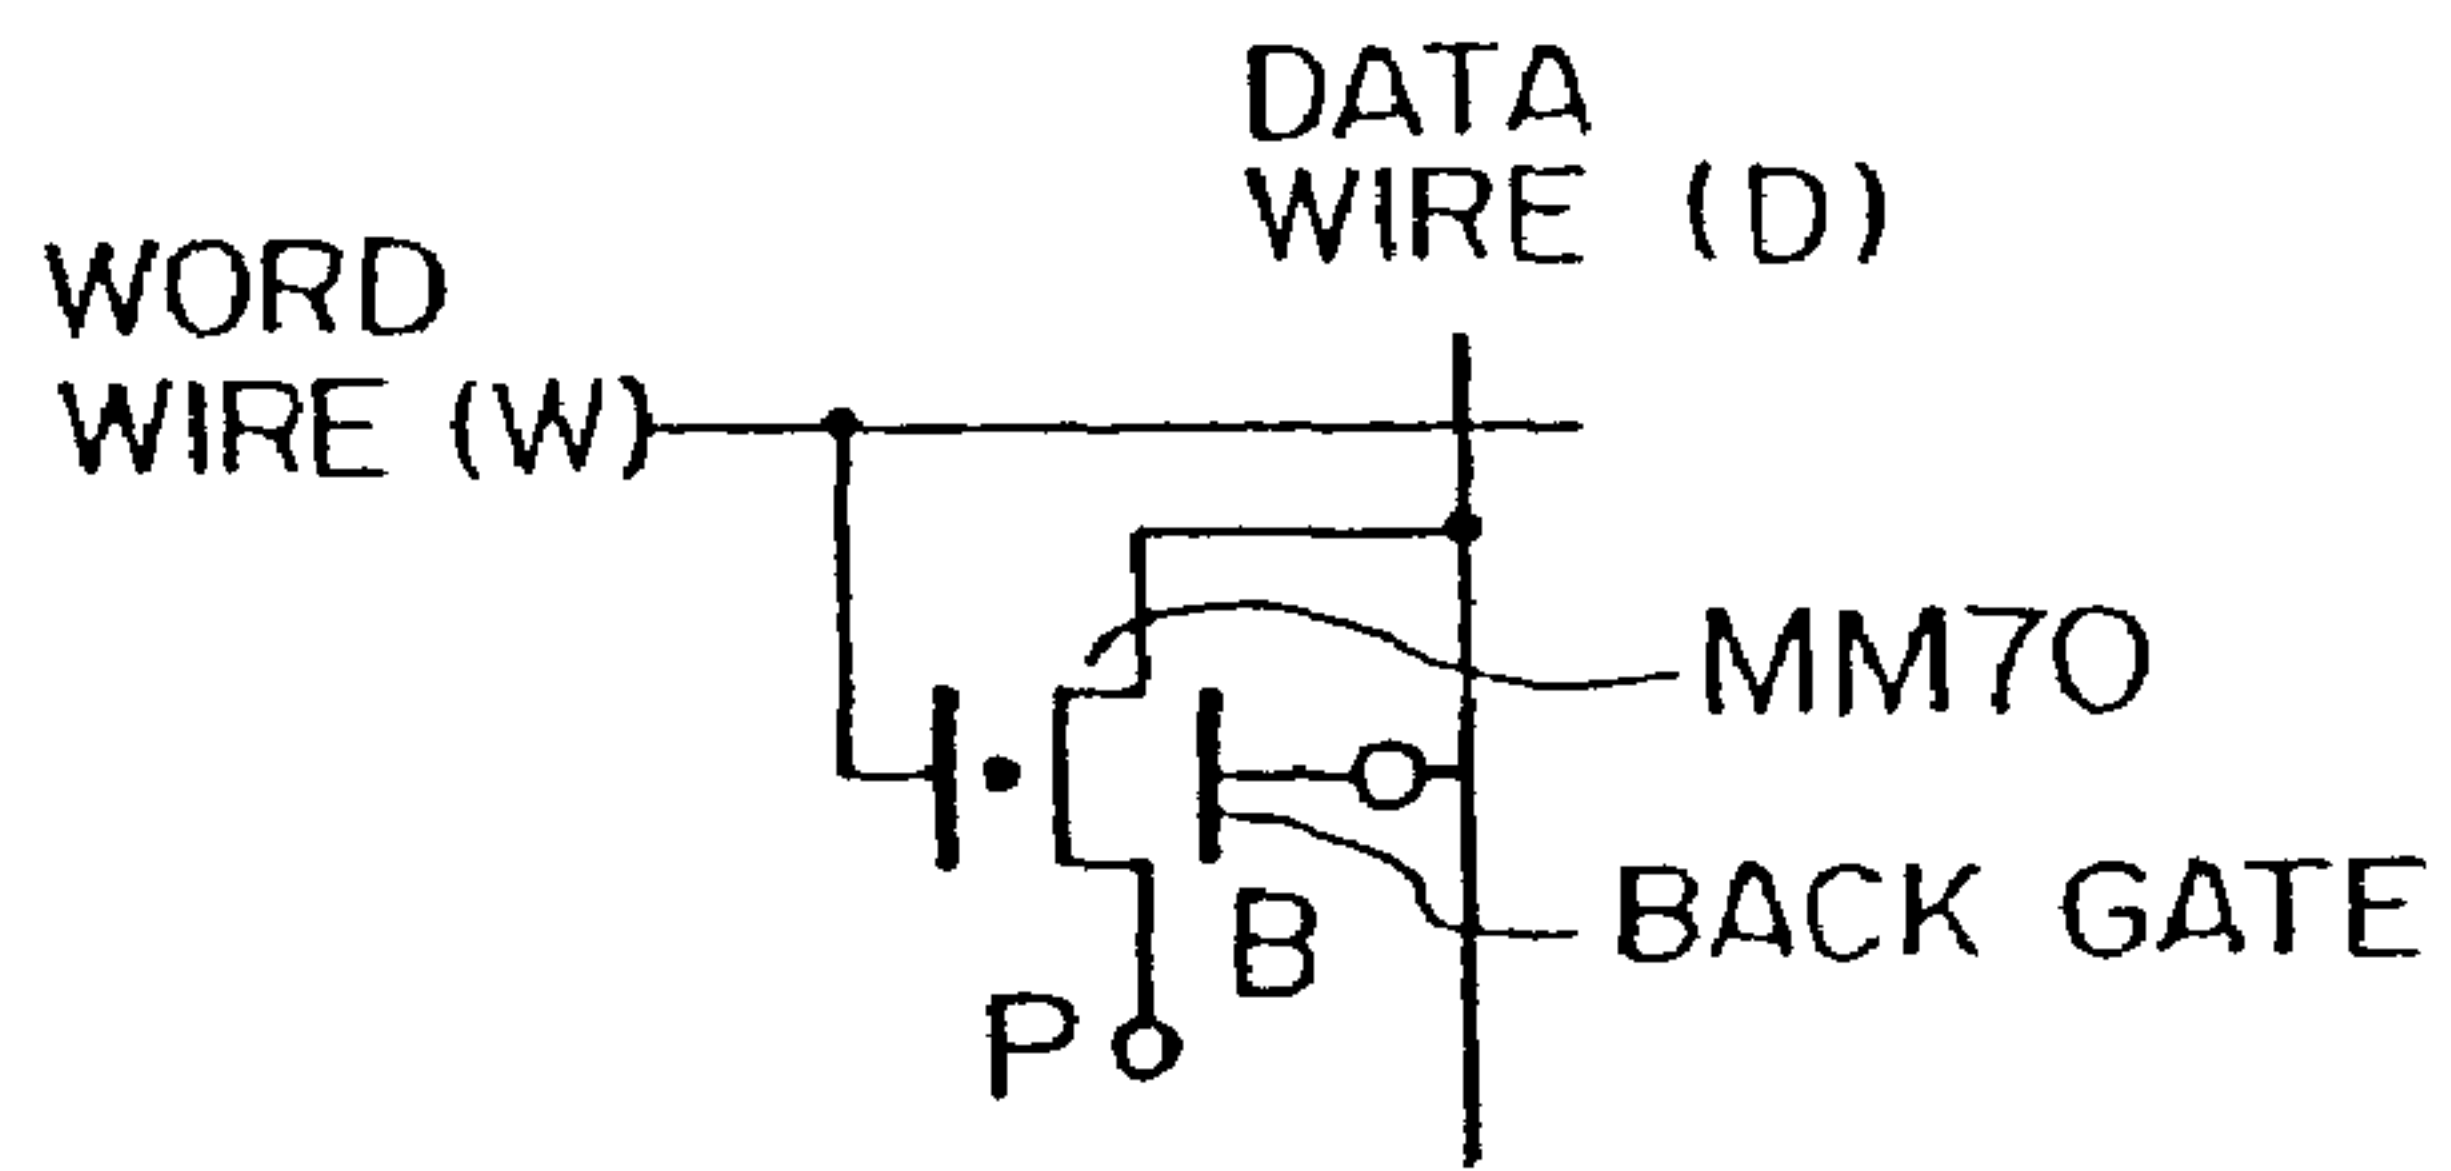 DATA
WIRE (D)
WORD
WIRE (W)
MM70
BACK GATE
B
P